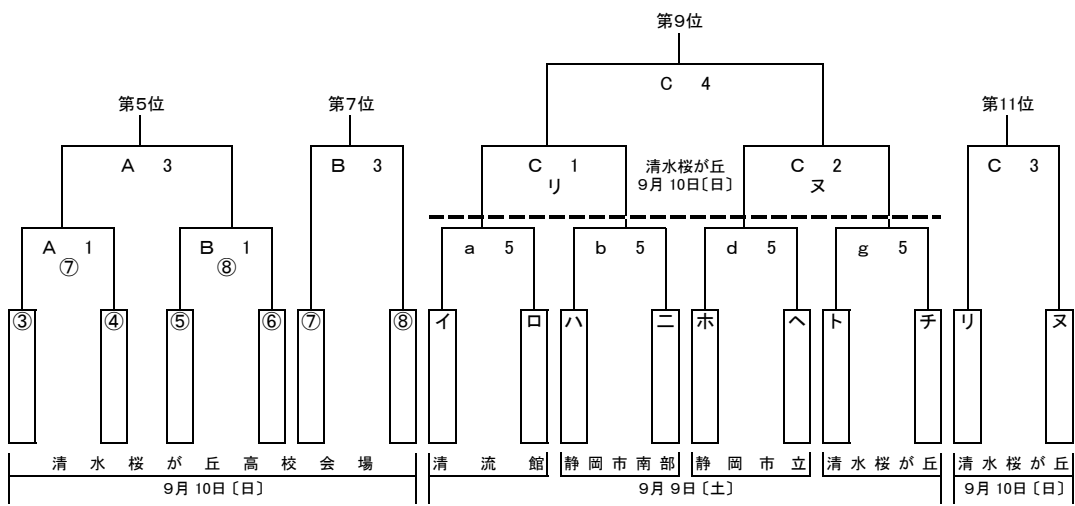 第9位
C 4
第5位
第7位
第11位
A 3
B 3
C 1
リ
清水桜が丘
9月 10日〔日〕
C 2
ヌ
C 3
A 1
⑦
B 1
⑧
a 5
b 5
d 5
g 5
③ ④ ⑤ ⑥ ⑦ ⑧ イ ロ ハ ニ ホ ヘ ト チ リ ヌ
清水桜が丘高校会場 清流館 静岡市南部 静岡市立 清水桜が丘 清水桜が丘
9月 10日〔日〕 9月 9日〔土〕 9月 10日〔日〕